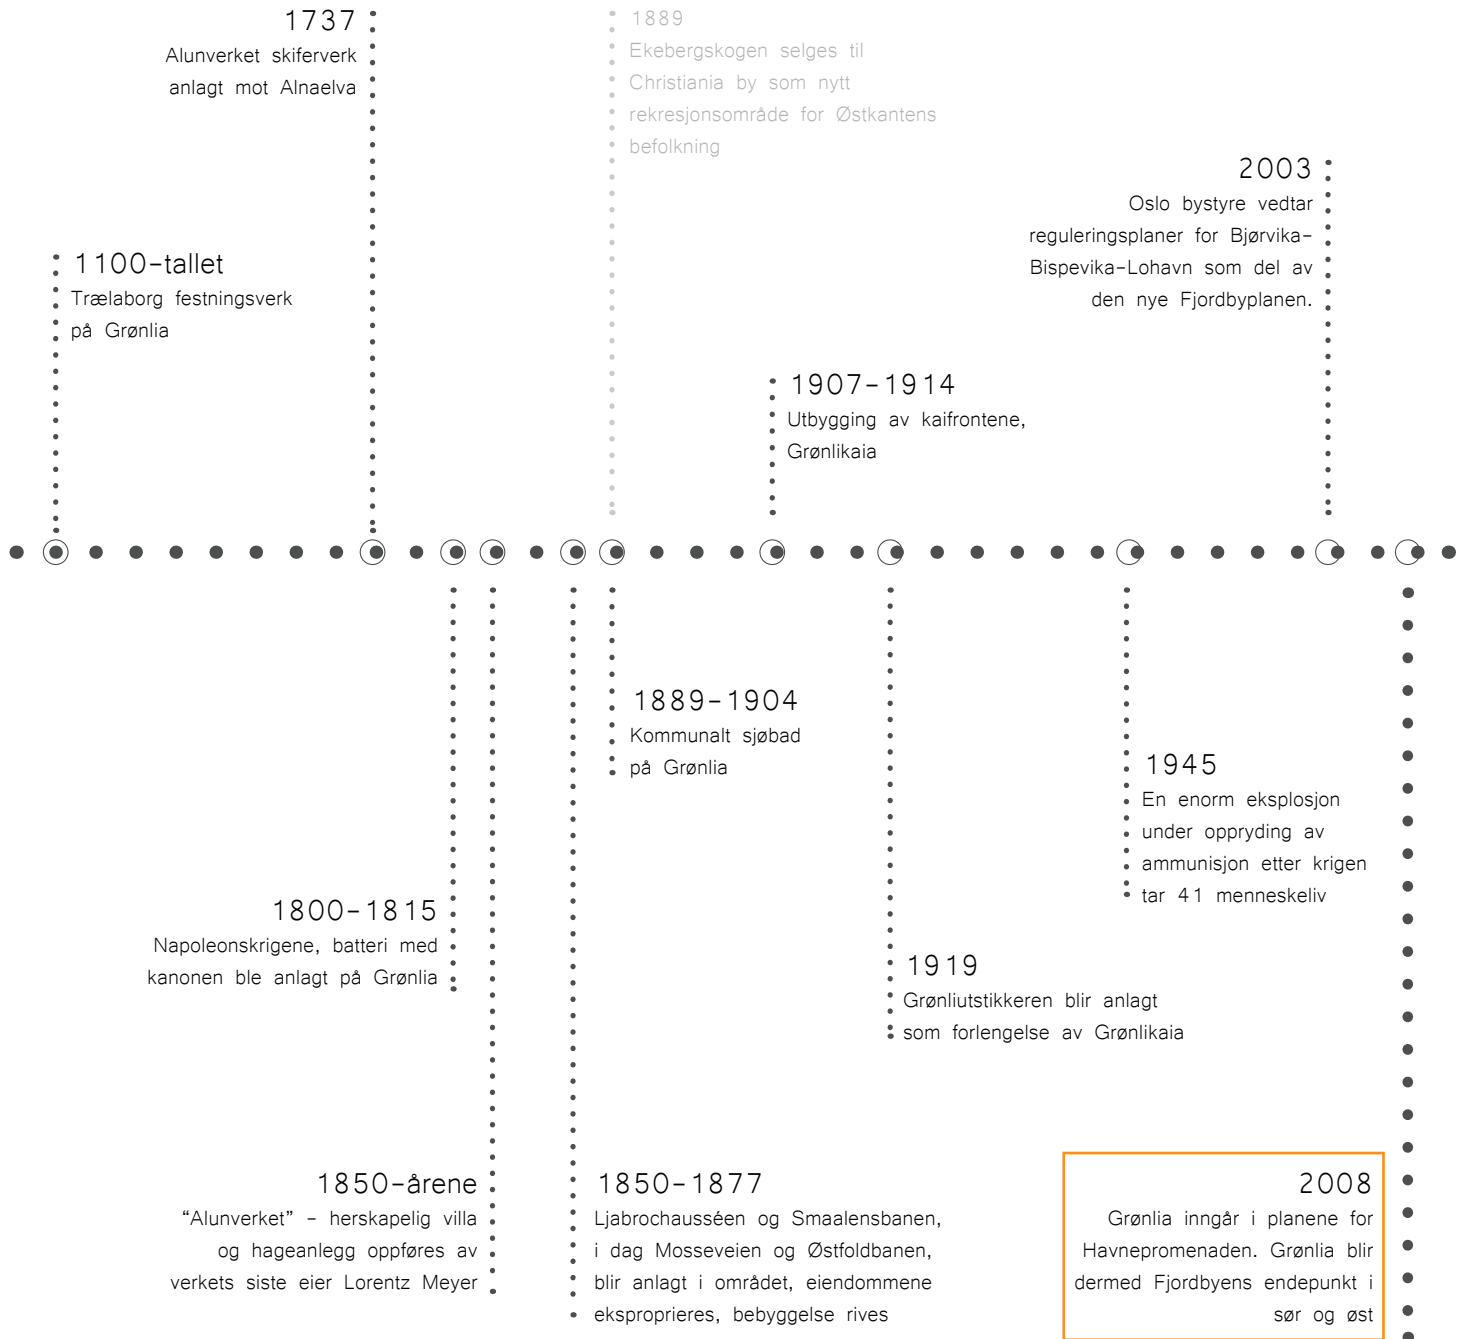 1737
Alunverket skiferverk
anlagt mot Alnaelva
1889
Ekebergskogen selges til
Christiania by som nytt
rekresjonsområde for Østkantens
befolkning
2003
Oslo bystyre vedtar
reguleringsplaner for Bjørvika-
Bispevika-Lohavn som del av
den nye Fjordbyplanen.
1100-tallet
Trælaborg festningsverk
på Grønlia
1907-1914
Utbygging av kaifrontene,
Grønlikaia
1889-1904
Kommunalt sjøbad
på Grønlia
1945
En enorm eksplosjon
under oppryding av
ammunisjon etter krigen
tar 41 menneskeliv
1800-1815
Napoleonskrigene, batteri med
kanonen ble anlagt på Grønlia
1919
Grønliutstikkeren blir anlagt
som forlengelse av Grønlikaia
1850-årene
“Alunverket” - herskapelig villa
og hageanlegg oppføres av
verkets siste eier Lorentz Meyer
1850-1877
Ljabrochausséen og Smaalensbanen,
i dag Mosseveien og Østfoldbanen,
blir anlagt i området, eiendommene
eksproprieres, bebyggelse rives
2008
Grønlia inngår i planene for
Havnepromenaden. Grønlia blir
dermed Fjordbyens endepunkt i
sør og øst